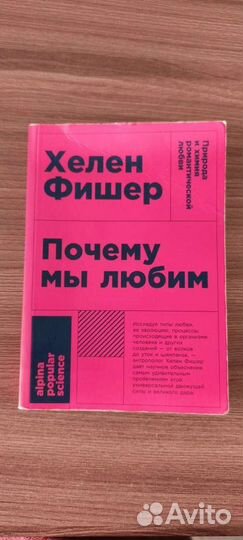 Хелен
Фишер
Природа
и химия
романтической
любви
Почему
мы любим
alpina
popular
science
Исследуя типы любви,
ее эволюцию, процессы,
происходящие в организме
человека и других
созданий — от волков
до уток и шимпанзе, —
антрополог Хелен Фишер
дает научное объяснение
самым удивительным
проявлениям этой
универсальной движущей
силы и великого дара.
Avito